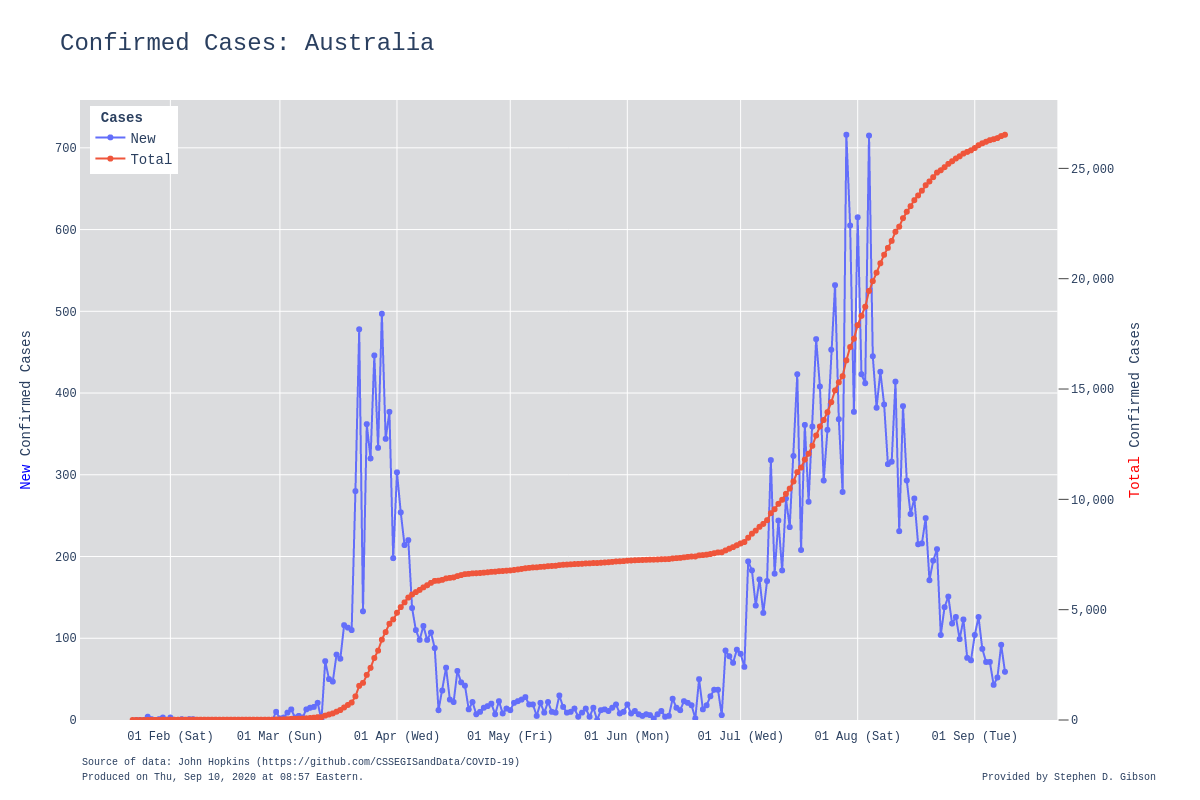 Confirmed Cases: Australia
Cases
New
Total
700
600
500
400
300
200
100
0
New Confirmed Cases
25,000
20,000
15,000
10,000
5,000
0
Total Confirmed Cases
01 Feb (Sat) 01 Mar (Sun) 01 Apr (Wed) 01 May (Fri) 01 Jun (Mon) 01 Jul (Wed) 01 Aug (Sat) 01 Sep (Tue)
Source of data: John Hopkins (https://github.com/CSSEGISandData/COVID-19)
Produced on Thu, Sep 10, 2020 at 08:57 Eastern.
Provided by Stephen D. Gibson